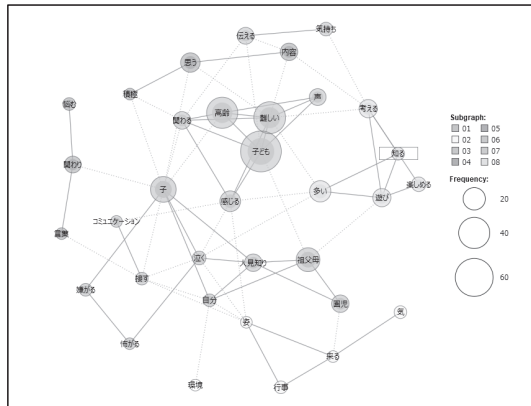 気持ち
伝える
内容
思う
積極
悩む
高齢
難しい
声
考える
関わる
子ども
知る
楽しめる
関わり
子
感じる
多い
遊び
コミュニケーション
言葉
泣く
人見知り
祖父母
接す
嫌がる
自分
園児
姿
気
怖がる
来る
環境
行事
Subgraph:
01 05
02 06
03 07
04 08
Frequency:
20
40
60